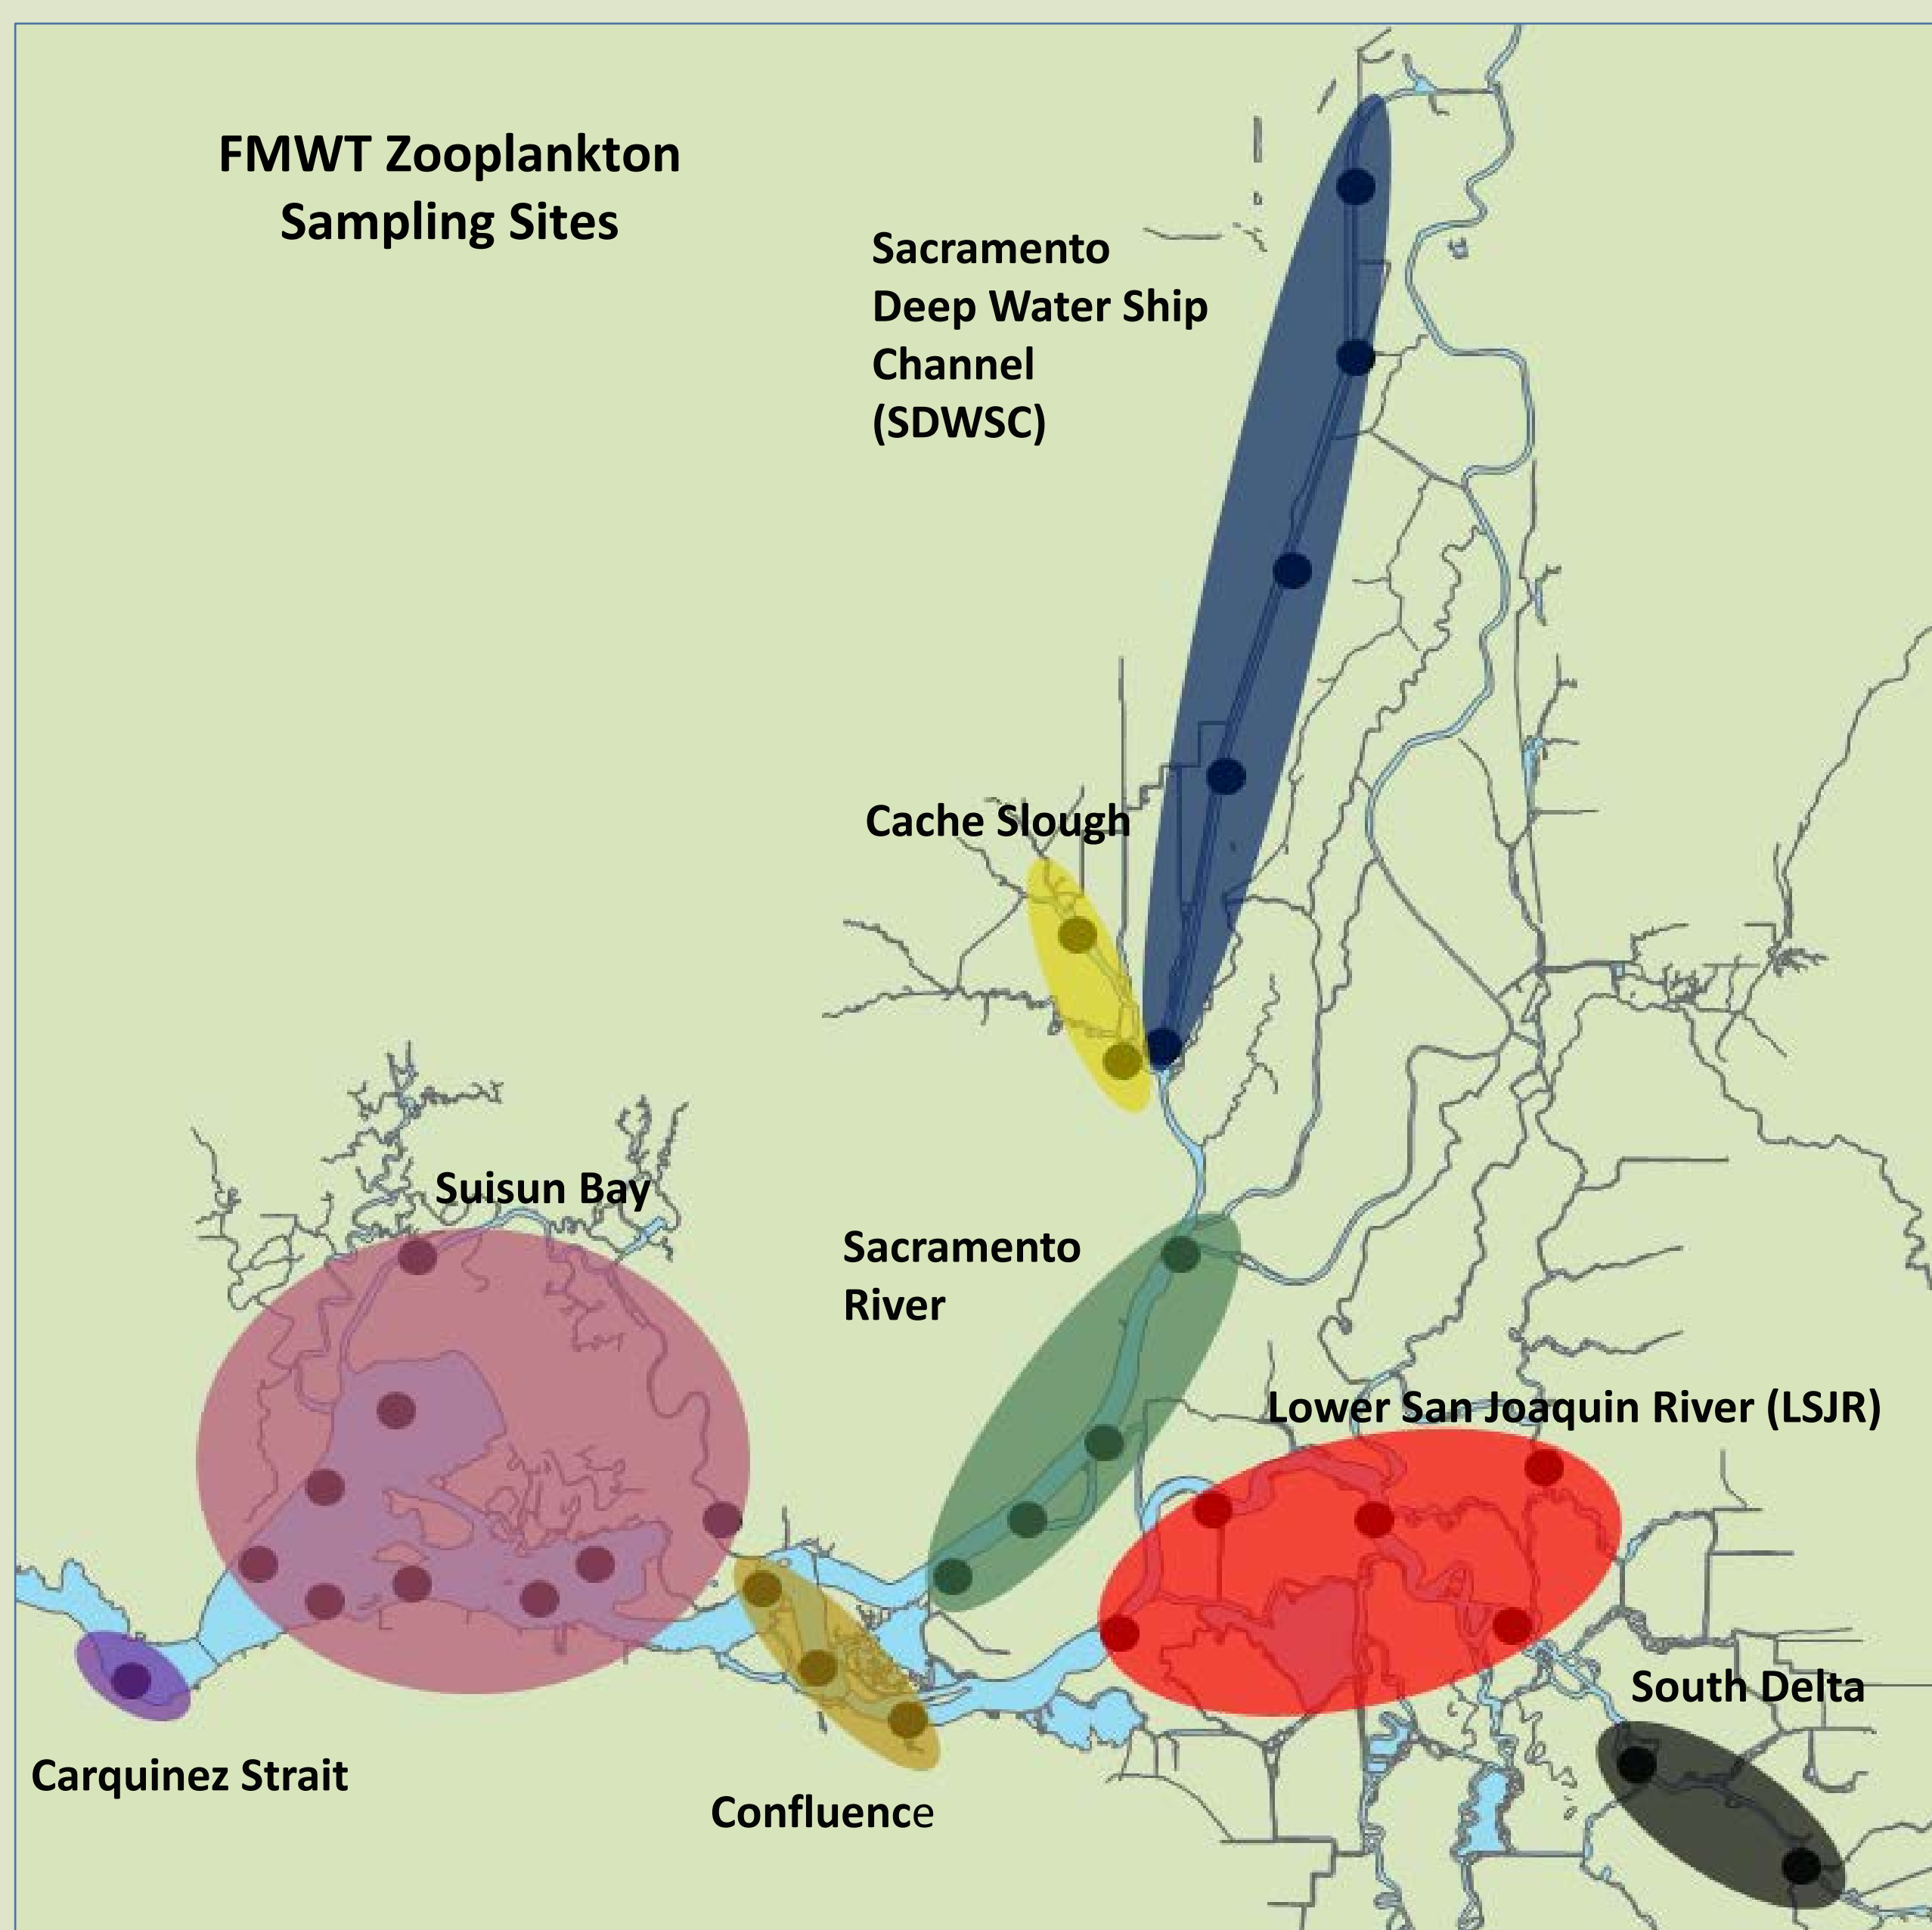 FMWT Zooplankton
Sampling Sites
Sacramento
Deep Water Ship
Channel
(SDWSC)
Cache Slough
Suisun Bay
Sacramento
River
Lower San Joaquin River (LSJR)
South Delta
Carquinez Strait
Confluence